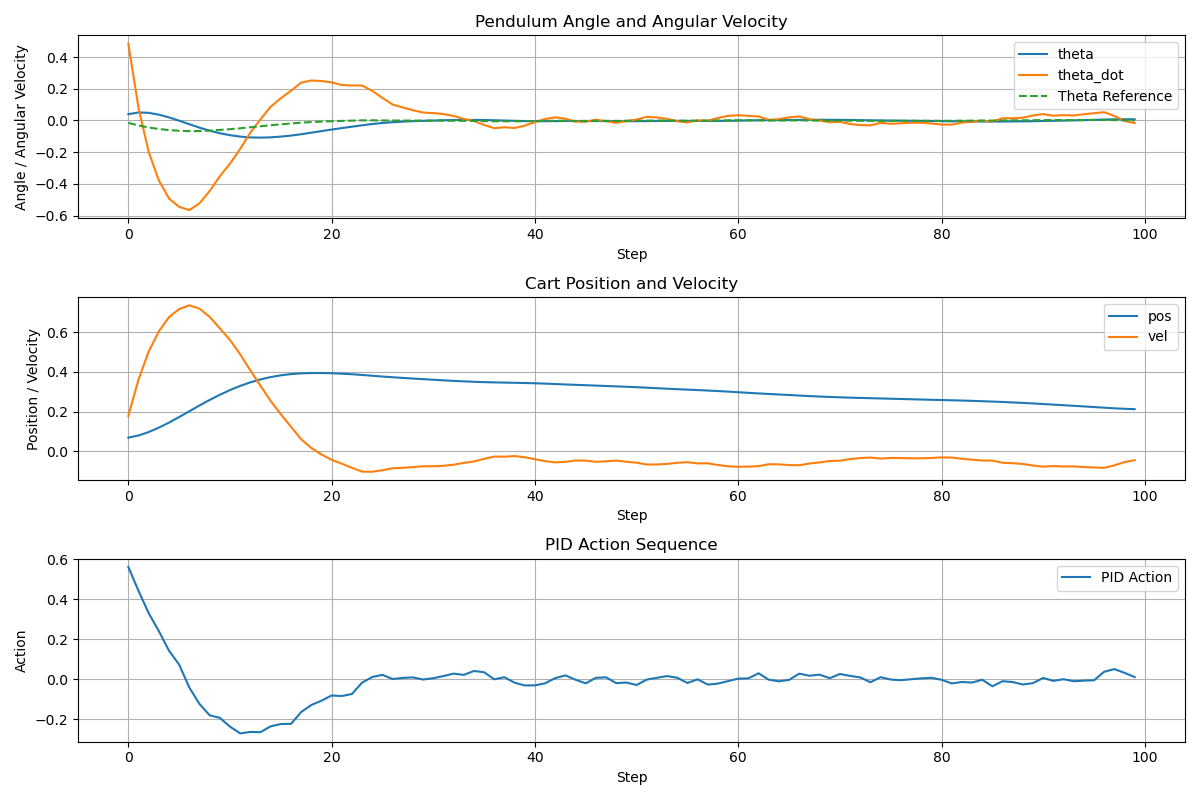 Pendulum Angle and Angular Velocity
Angle / Angular Velocity
0.4
0.2
0.0
−0.2
−0.4
−0.6
theta
theta_dot
Theta Reference
0 20 40 60 80 100
Step
Cart Position and Velocity
Position / Velocity
0.6
0.4
0.2
0.0
pos
vel
0 20 40 60 80 100
Step
PID Action Sequence
Action
0.6
0.4
0.2
0.0
−0.2
PID Action
0 20 40 60 80 100
Step